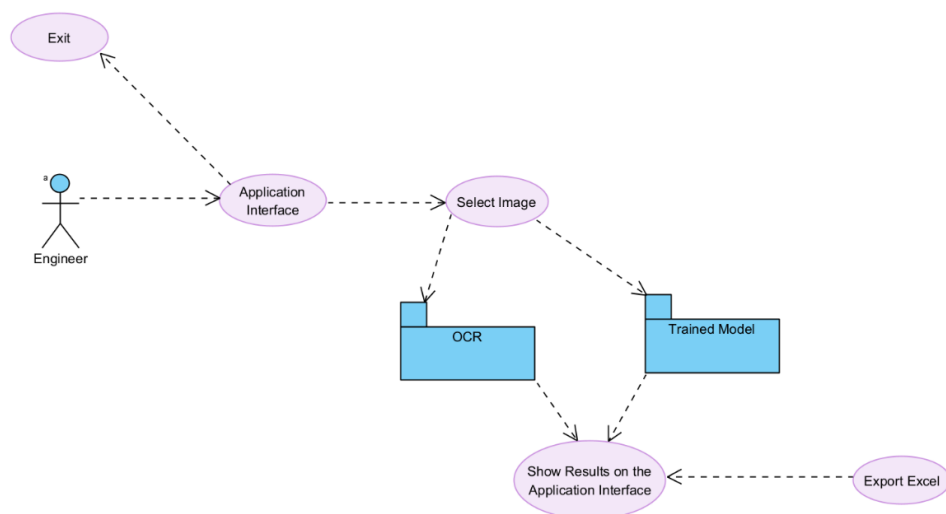 Exit
a
Engineer
Application
Interface
Select Image
OCR
Trained Model
Show Results on the
Application Interface
Export Excel